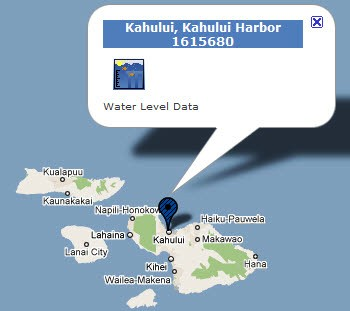 Kahului, Kahului Harbor
1615680
Water Level Data
Kualapuu
Kaunakakai
Napili-Honokow
Haiku-Pauwela
Lahaina
Kahului
Makawao
Lanai City
Kihei
Hana
Wailea-Makena